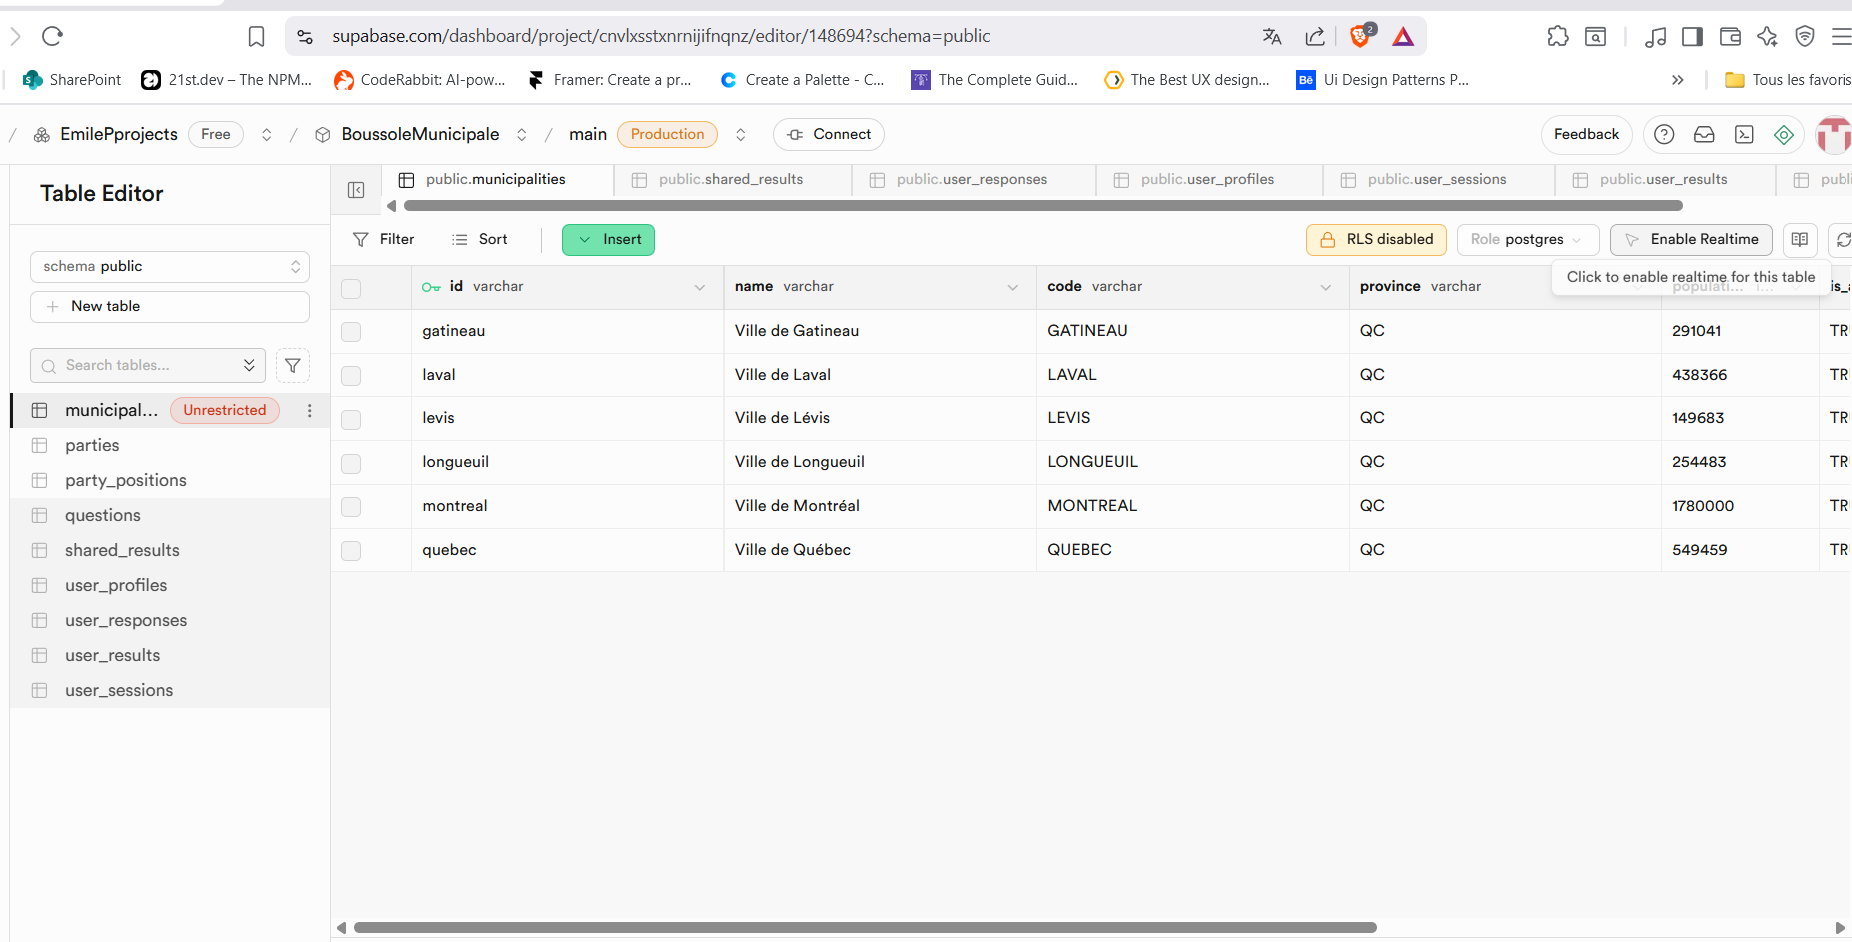 supabase.com/dashboard/project/cnvlxsstxnrnijifnqnz/editor/148694?schema=public
2
SharePoint 21st.dev – The NPM... CodeRabbit: AI-pow... Framer: Create a pr... Create a Palette - C... The Complete Guid... The Best UX design... Bē Ui Design Patterns P... » Tous les favoris
/ EmilePprojects Free / BoussoleMunicipale / main Production Connect Feedback
Table Editor
public.municipalities public.shared_results public.user_responses public.user_profiles public.user_sessions public.user_results publi
Filter Sort Insert RLS disabled Role postgres Enable Realtime
Click to enable realtime for this table
schema public
New table
Search tables...
municipal... Unrestricted
parties
party_positions
questions
shared_results
user_profiles
user_responses
user_results
user_sessions
id varchar name varchar code varchar province varchar populati... is_a
gatineau Ville de Gatineau GATINEAU QC 291041 TR
laval Ville de Laval LAVAL QC 438366 TR
levis Ville de Lévis LEVIS QC 149683 TR
longueuil Ville de Longueuil LONGUEUIL QC 254483 TR
montreal Ville de Montréal MONTREAL QC 1780000 TR
quebec Ville de Québec QUEBEC QC 549459 TR